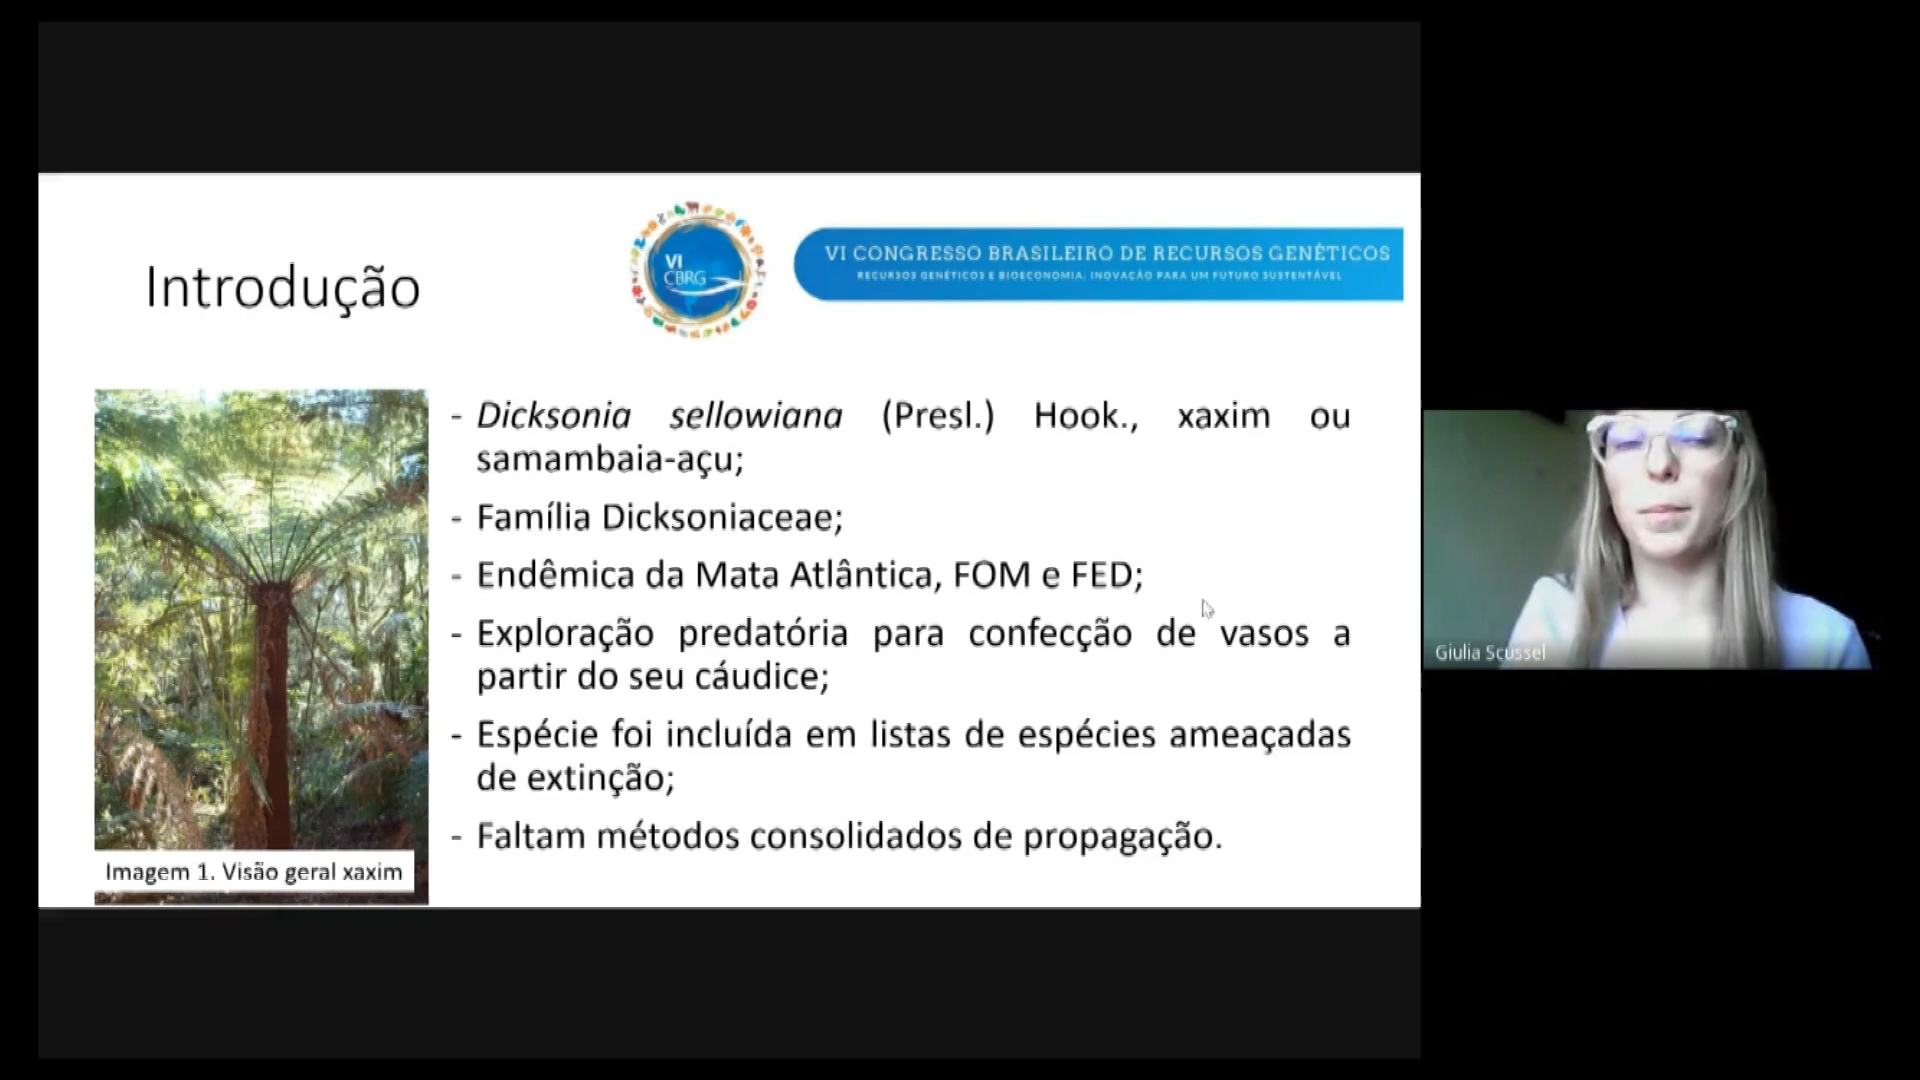 Introdução
VI
CBRG
VI CONGRESSO BRASILEIRO DE RECURSOS GENÉTICOS
RECURSOS GENÉTICOS E BIOECONOMIA: INOVAÇÃO PARA UM FUTURO SUSTENTÁVEL
- Dicksonia sellowiana (Presl.) Hook., xaxim ou
samambaia-açu;
- Família Dicksoniaceae;
- Endêmica da Mata Atlântica, FOM e FED;
- Exploração predatória para confecção de vasos a
partir do seu cáudice;
- Espécie foi incluída em listas de espécies ameaçadas
de extinção;
- Faltam métodos consolidados de propagação.
Imagem 1. Visão geral xaxim
Giulia Scussel